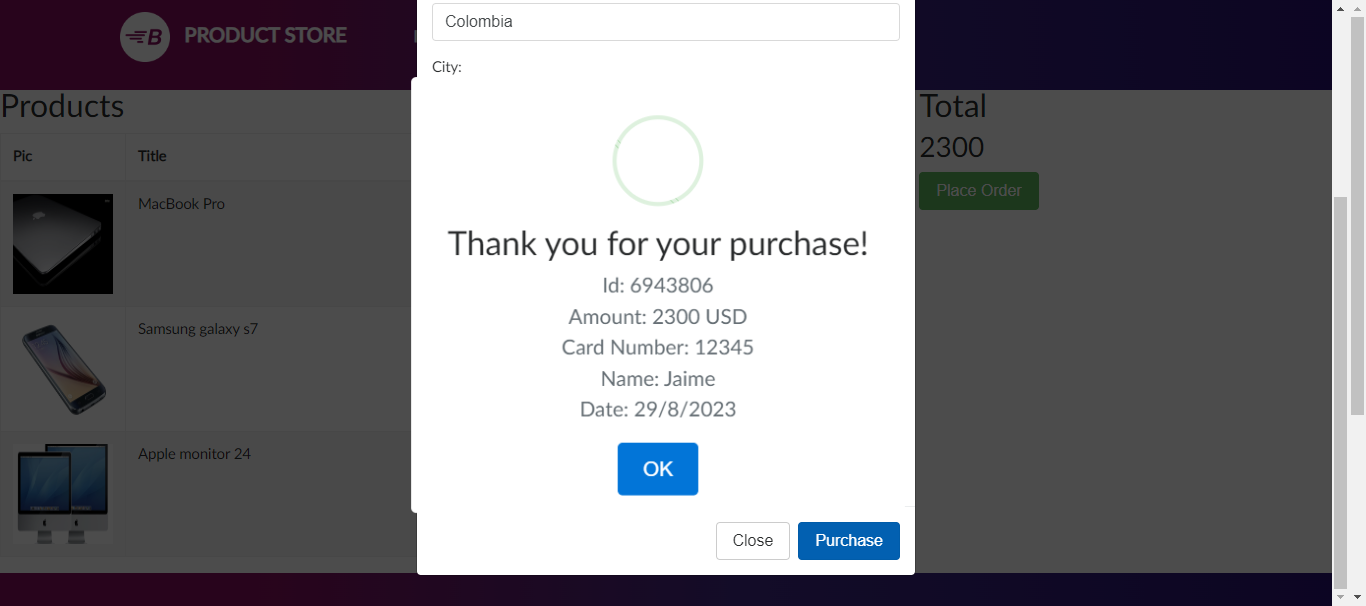 PRODUCT STORE
Colombia
City:
Products
Pic Title
MacBook Pro
Samsung galaxy s7
Apple monitor 24
Thank you for your purchase!
Id: 6943806
Amount: 2300 USD
Card Number: 12345
Name: Jaime
Date: 29/8/2023
OK
Close Purchase
Total
2300
Place Order